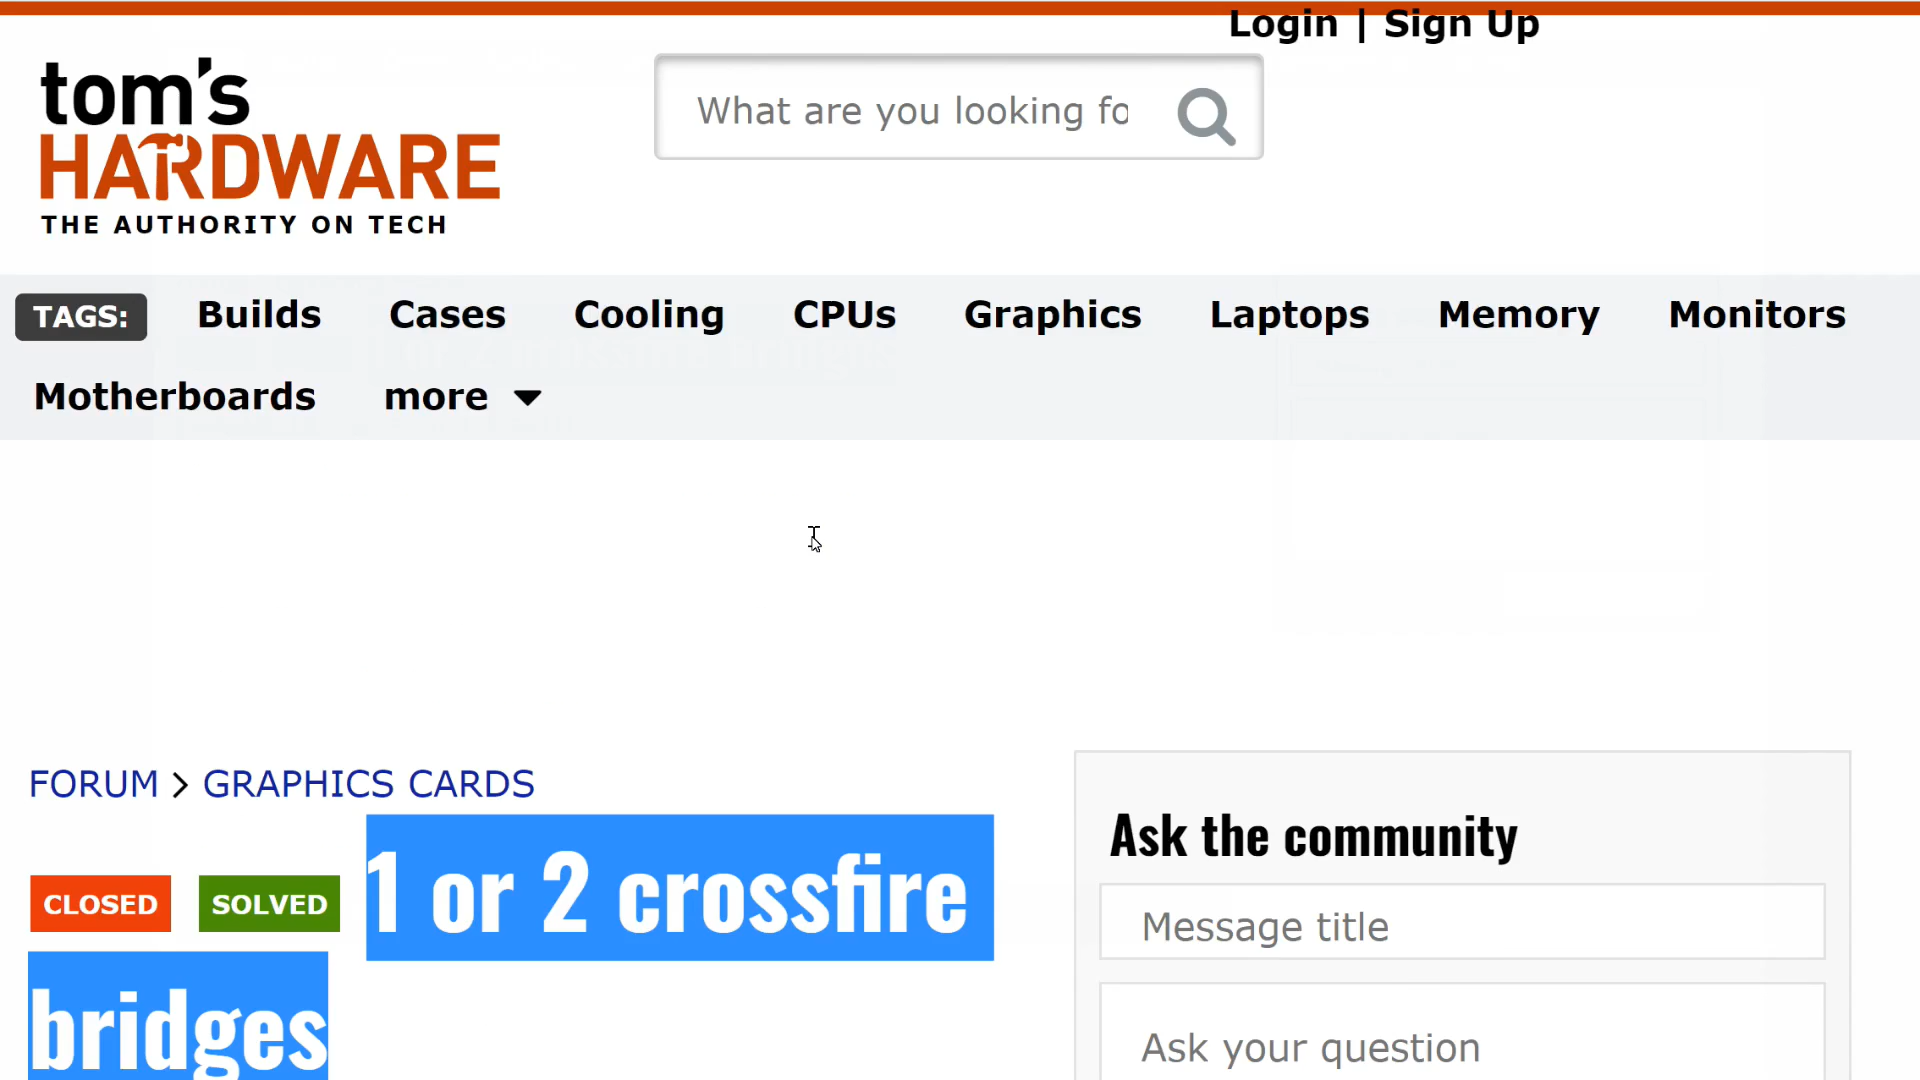 Login | Sign Up
tom's
HARDWARE
THE AUTHORITY ON TECH
What are you looking fo
TAGS: Builds Cases Cooling CPUs Graphics Laptops Memory Monitors
Motherboards more
FORUM > GRAPHICS CARDS
CLOSED SOLVED 1 or 2 crossfire
bridges
Ask the community
Message title
Ask your question